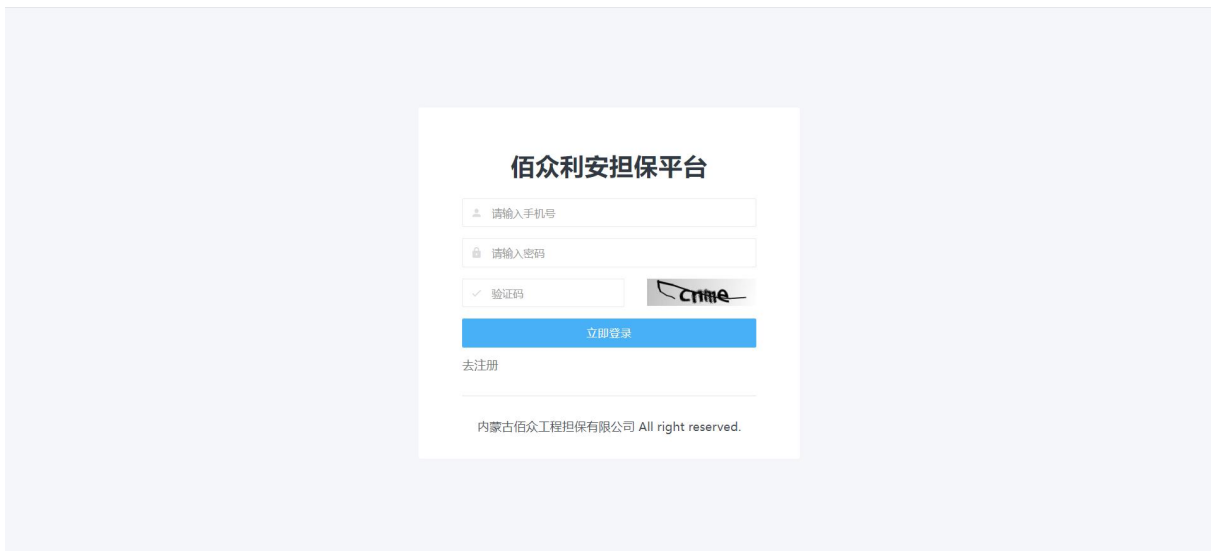 佰众利安担保平台
请输入手机号
请输入密码
验证码
立即登录
去注册
内蒙古佰众工程担保有限公司 All right reserved.